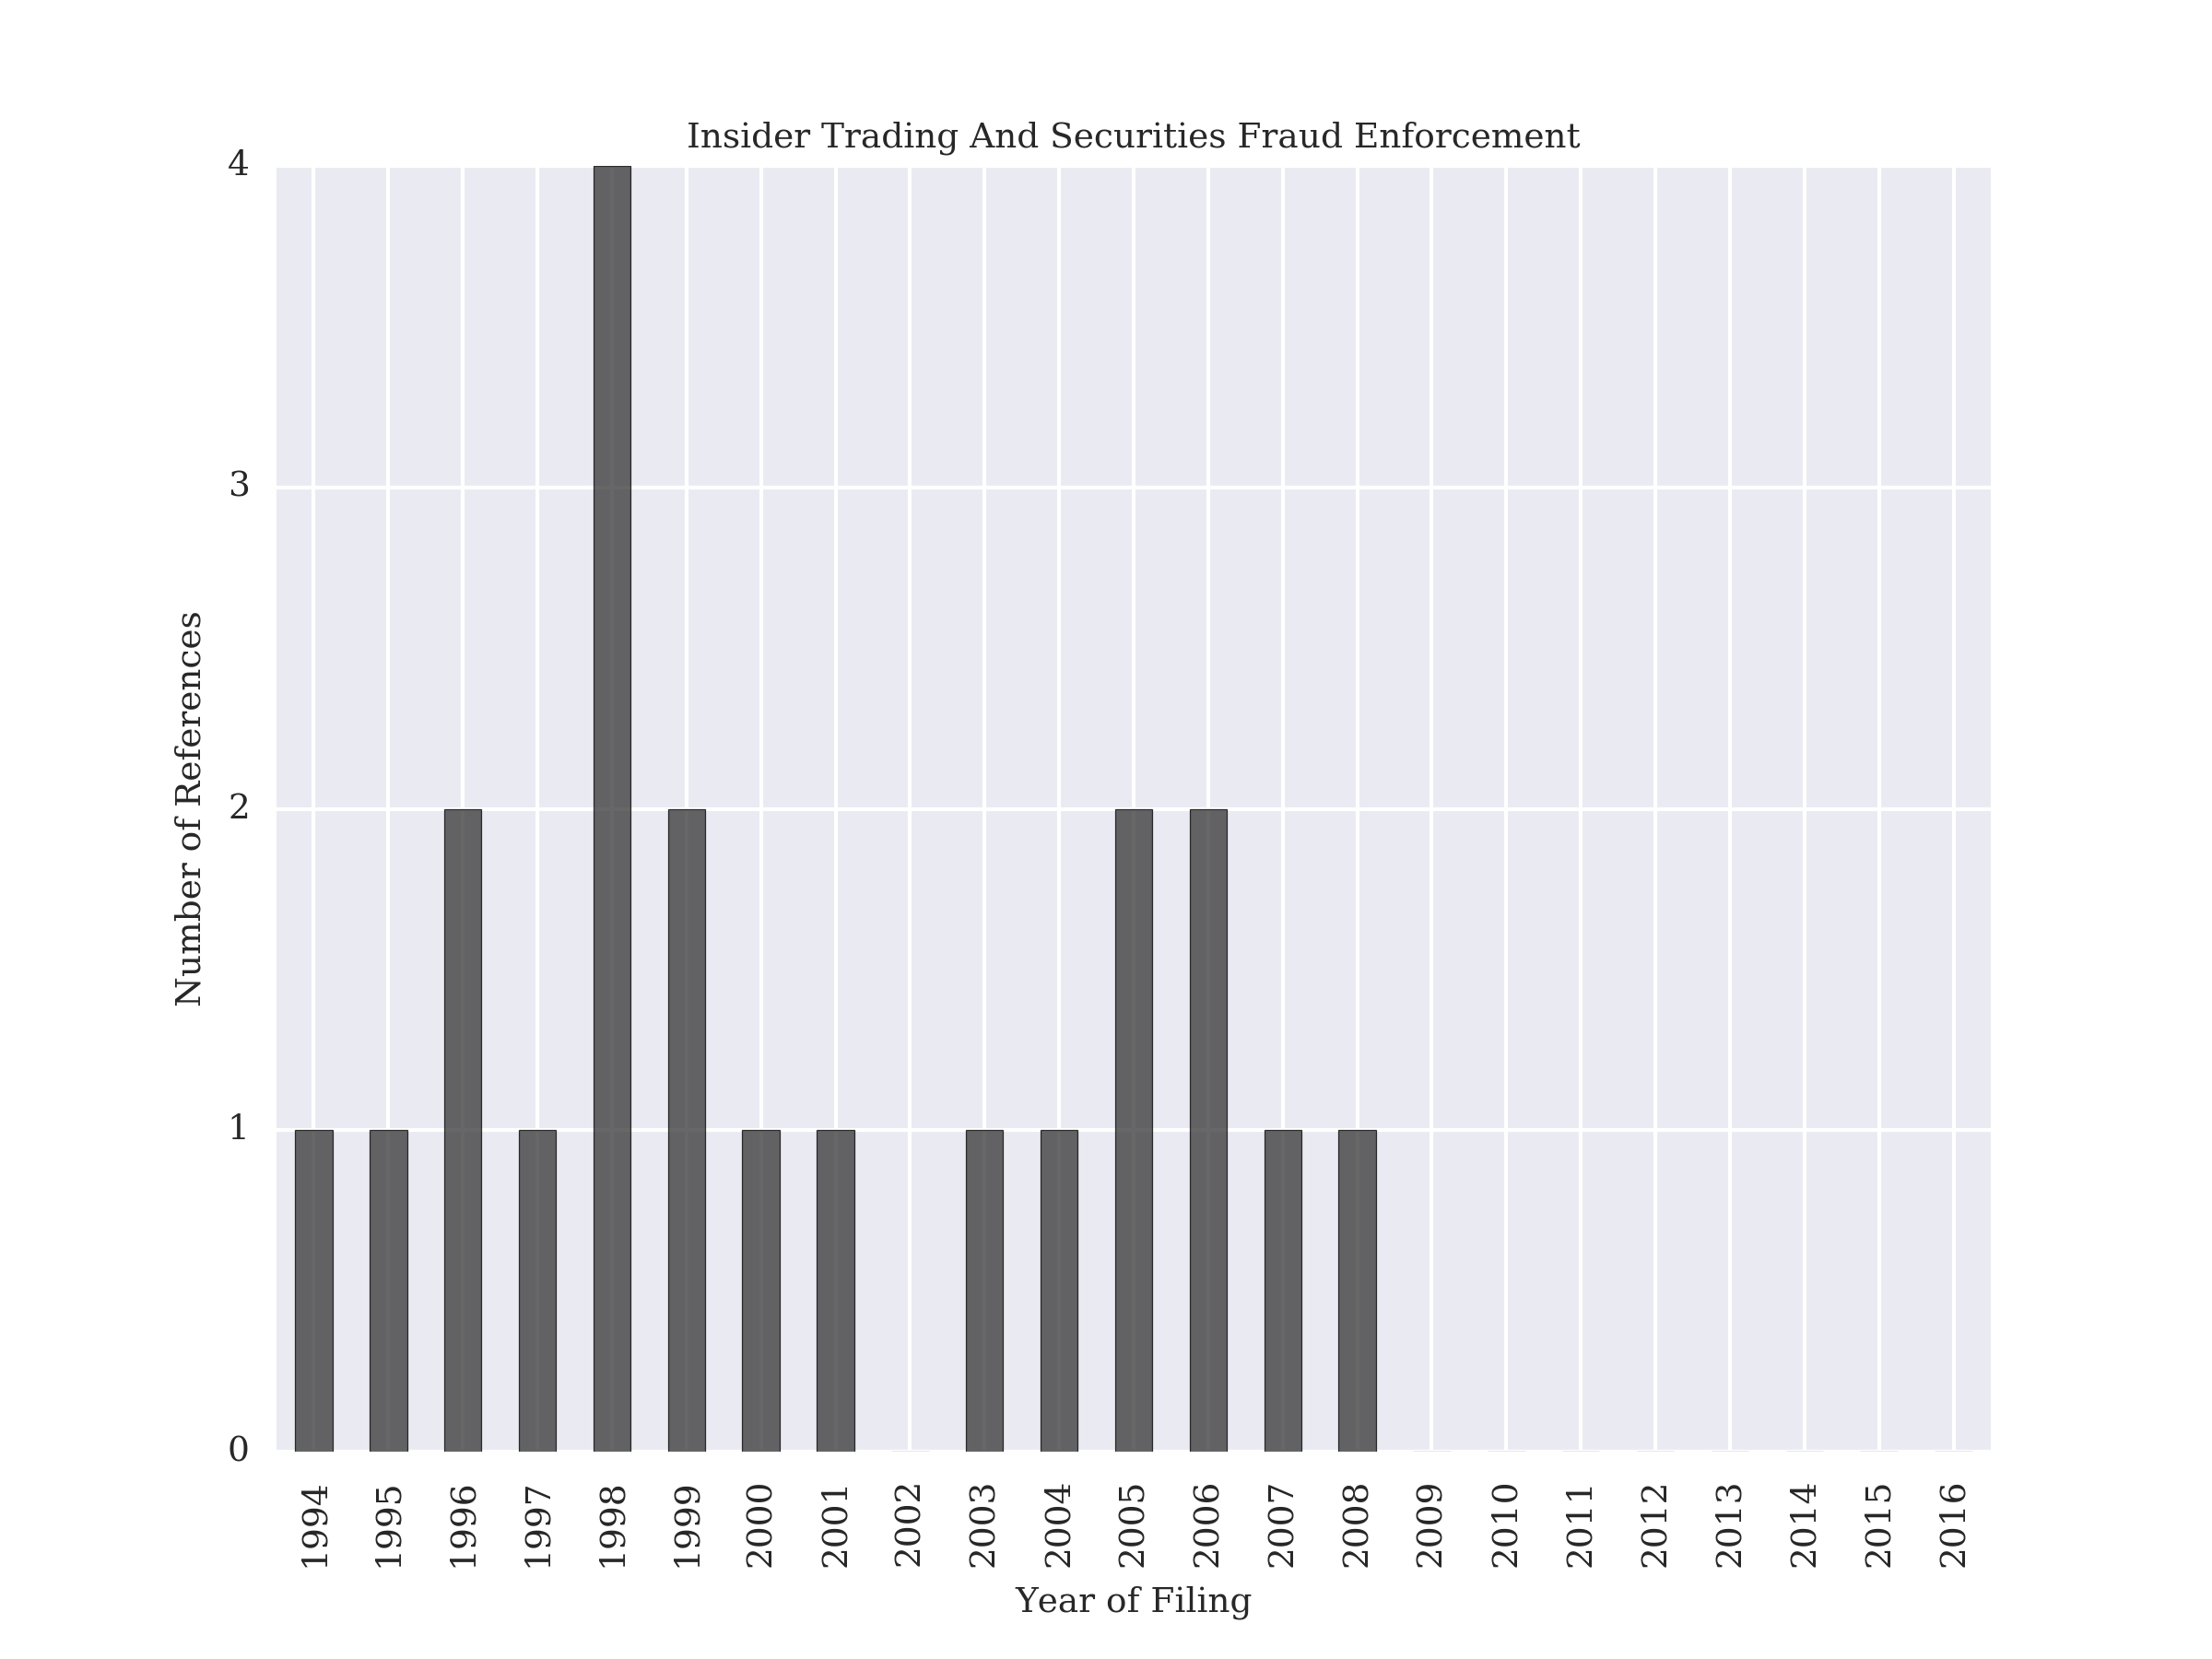 Insider Trading And Securities Fraud Enforcement
4
3
2
1
0
Number of References
1994 1995 1996 1997 1998 1999 2000 2001 2002 2003 2004 2005 2006 2007 2008 2009 2010 2011 2012 2013 2014 2015 2016
Year of Filing